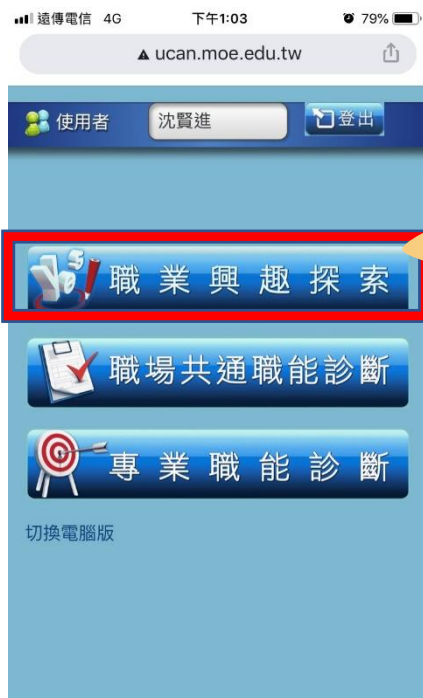 遠傳電信 4G 下午1:03 79%
ucan.moe.edu.tw
使用者 沈賢進 登出
職業興趣探索
職場共通職能診斷
專業職能診斷
切換電腦版